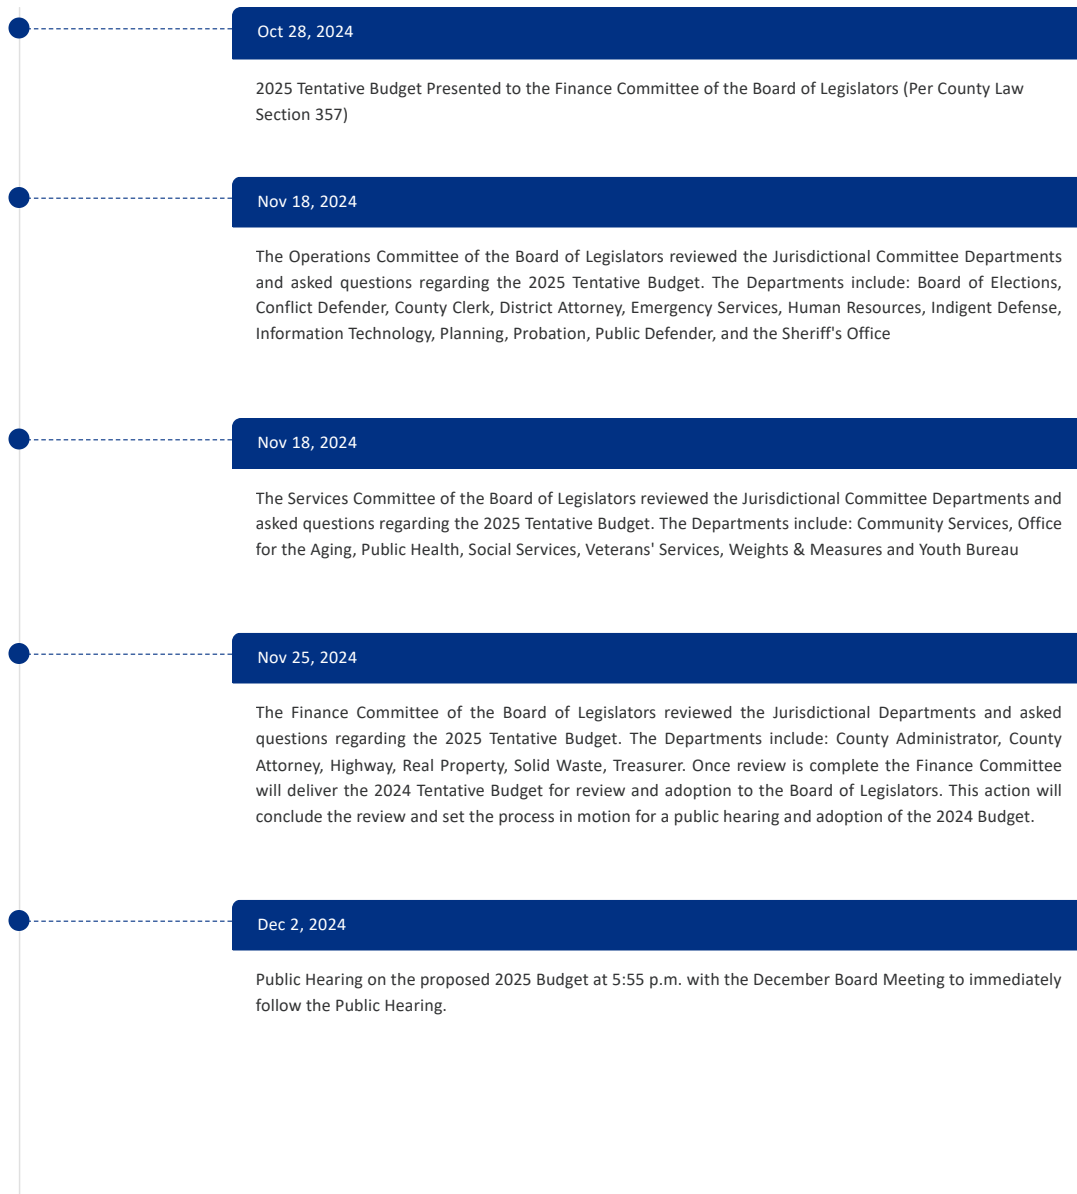 Oct 28, 2024
2025 Tentative Budget Presented to the Finance Committee of the Board of Legislators (Per County Law
Section 357)
Nov 18, 2024
The Operations Committee of the Board of Legislators reviewed the Jurisdictional Committee Departments
and asked questions regarding the 2025 Tentative Budget. The Departments include: Board of Elections,
Conflict Defender, County Clerk, District Attorney, Emergency Services, Human Resources, Indigent Defense,
Information Technology, Planning, Probation, Public Defender, and the Sheriff's Office
Nov 18, 2024
The Services Committee of the Board of Legislators reviewed the Jurisdictional Committee Departments and
asked questions regarding the 2025 Tentative Budget. The Departments include: Community Services, Office
for the Aging, Public Health, Social Services, Veterans' Services, Weights & Measures and Youth Bureau
Nov 25, 2024
The Finance Committee of the Board of Legislators reviewed the Jurisdictional Departments and asked
questions regarding the 2025 Tentative Budget. The Departments include: County Administrator, County
Attorney, Highway, Real Property, Solid Waste, Treasurer. Once review is complete the Finance Committee
will deliver the 2024 Tentative Budget for review and adoption to the Board of Legislators. This action will
conclude the review and set the process in motion for a public hearing and adoption of the 2024 Budget.
Dec 2, 2024
Public Hearing on the proposed 2025 Budget at 5:55 p.m. with the December Board Meeting to immediately
follow the Public Hearing.